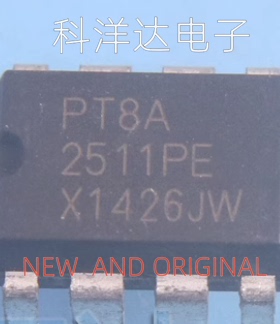 科洋达电子
PT8A
2511PE
X1426JW
NEW AND ORIGINAL